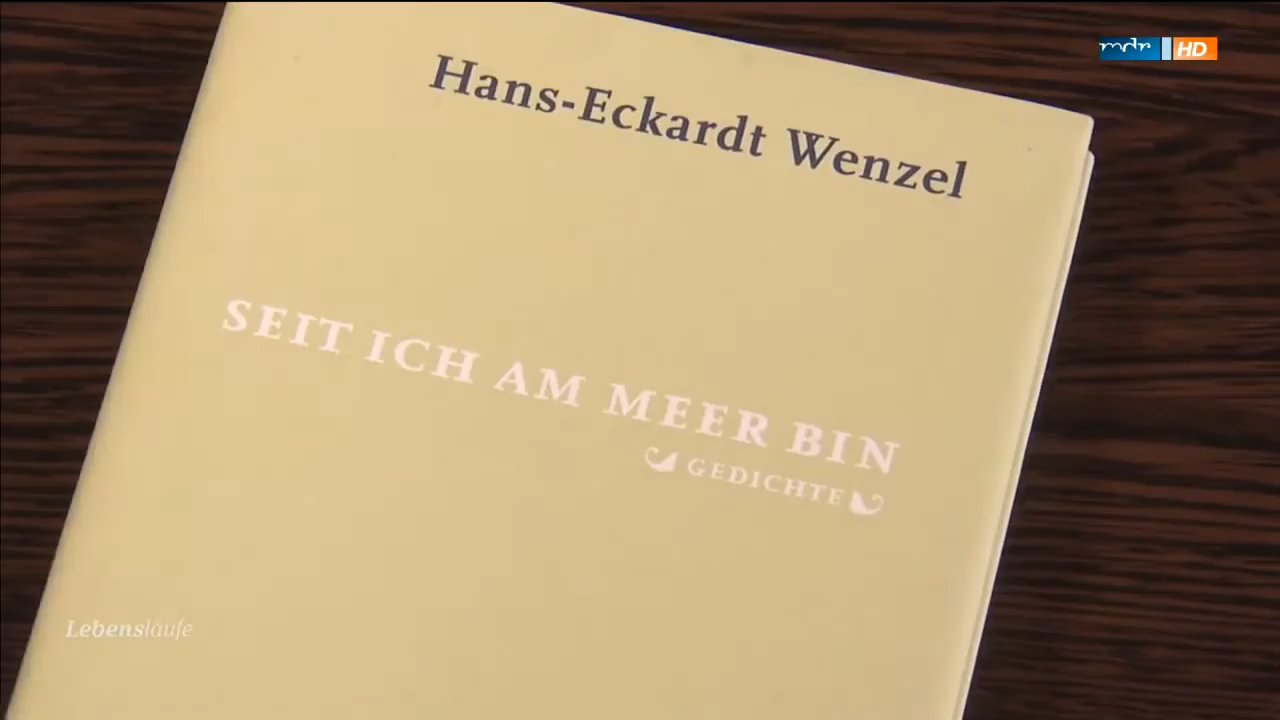 mdr HD
Hans-Eckardt Wenzel
SEIT ICH AM MEER BIN
GEDICHTE
Lebensläufe